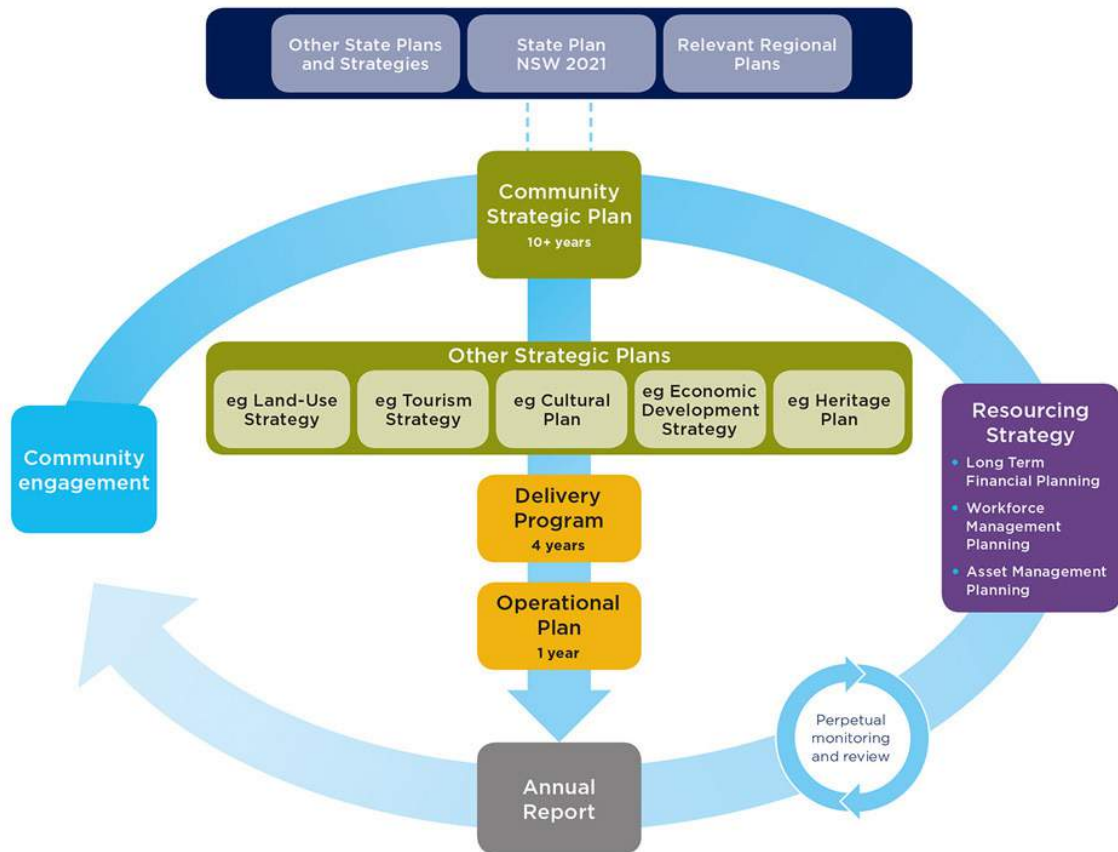 Other State Plans
and Strategies
State Plan
NSW 2021
Relevant Regional
Plans
Community
Strategic Plan
10+ years
Other Strategic Plans
eg Land-Use
Strategy
eg Tourism
Strategy
eg Cultural
Plan
eg Economic
Development
Strategy
eg Heritage
Plan
Community
engagement
Resourcing
Strategy
• Long Term
Financial Planning
• Workforce
Management
Planning
• Asset Management
Planning
Delivery
Program
4 years
Operational
Plan
1 year
Perpetual
monitoring
and review
Annual
Report